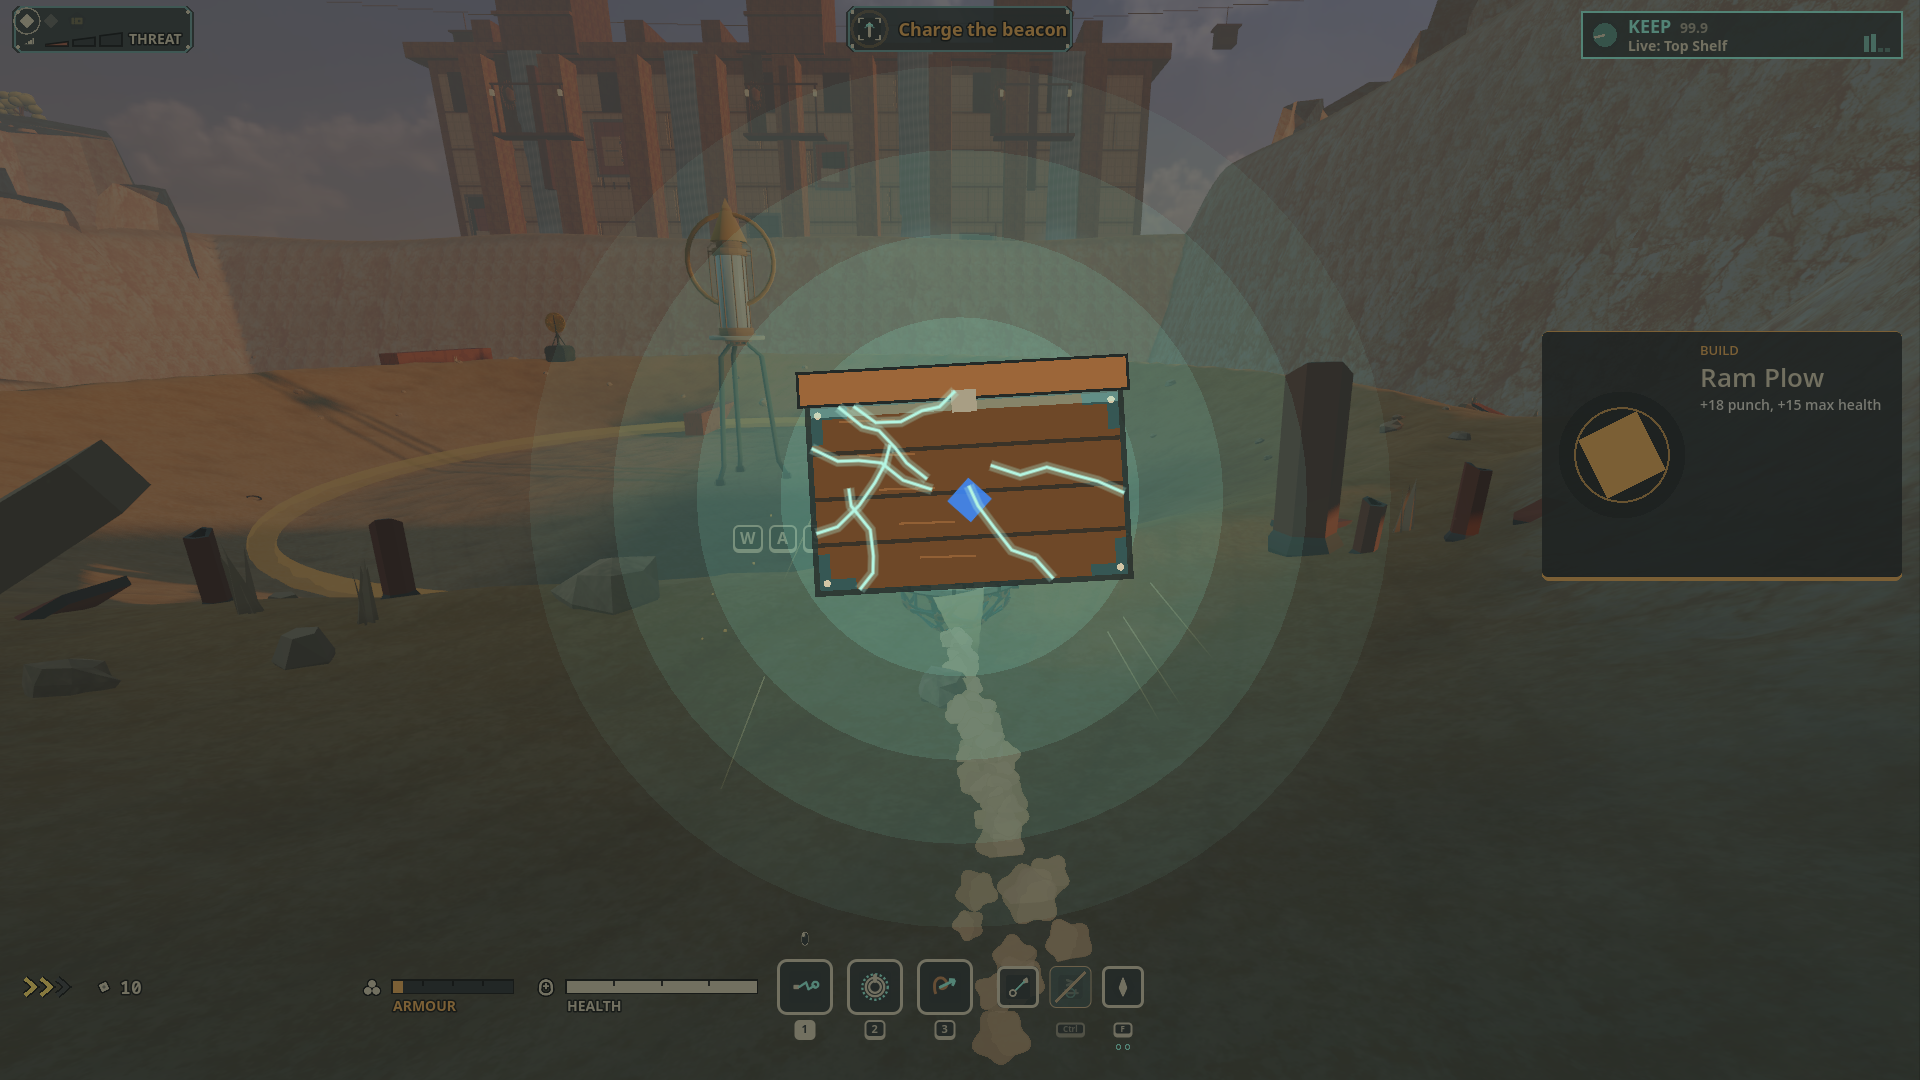 THREAT
Charge the beacon
KEEP 99.9
Live: Top Shelf
BUILD
Ram Plow
+18 punch, +15 max health
W A
10
ARMOUR
HEALTH
1 2 3 Ctrl F